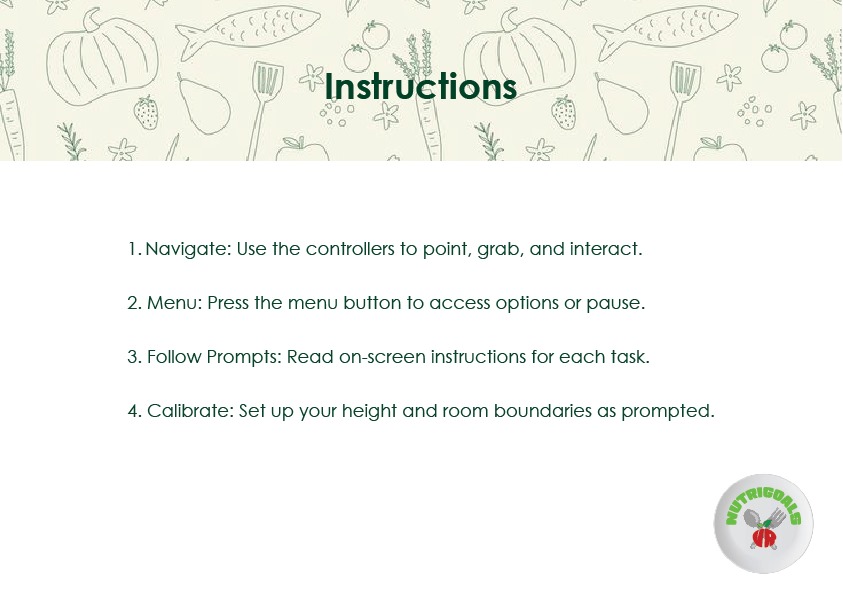 Instructions
1. Navigate: Use the controllers to point, grab, and interact.
2. Menu: Press the menu button to access options or pause.
3. Follow Prompts: Read on-screen instructions for each task.
4. Calibrate: Set up your height and room boundaries as prompted.
NUTRIGOALS
VR